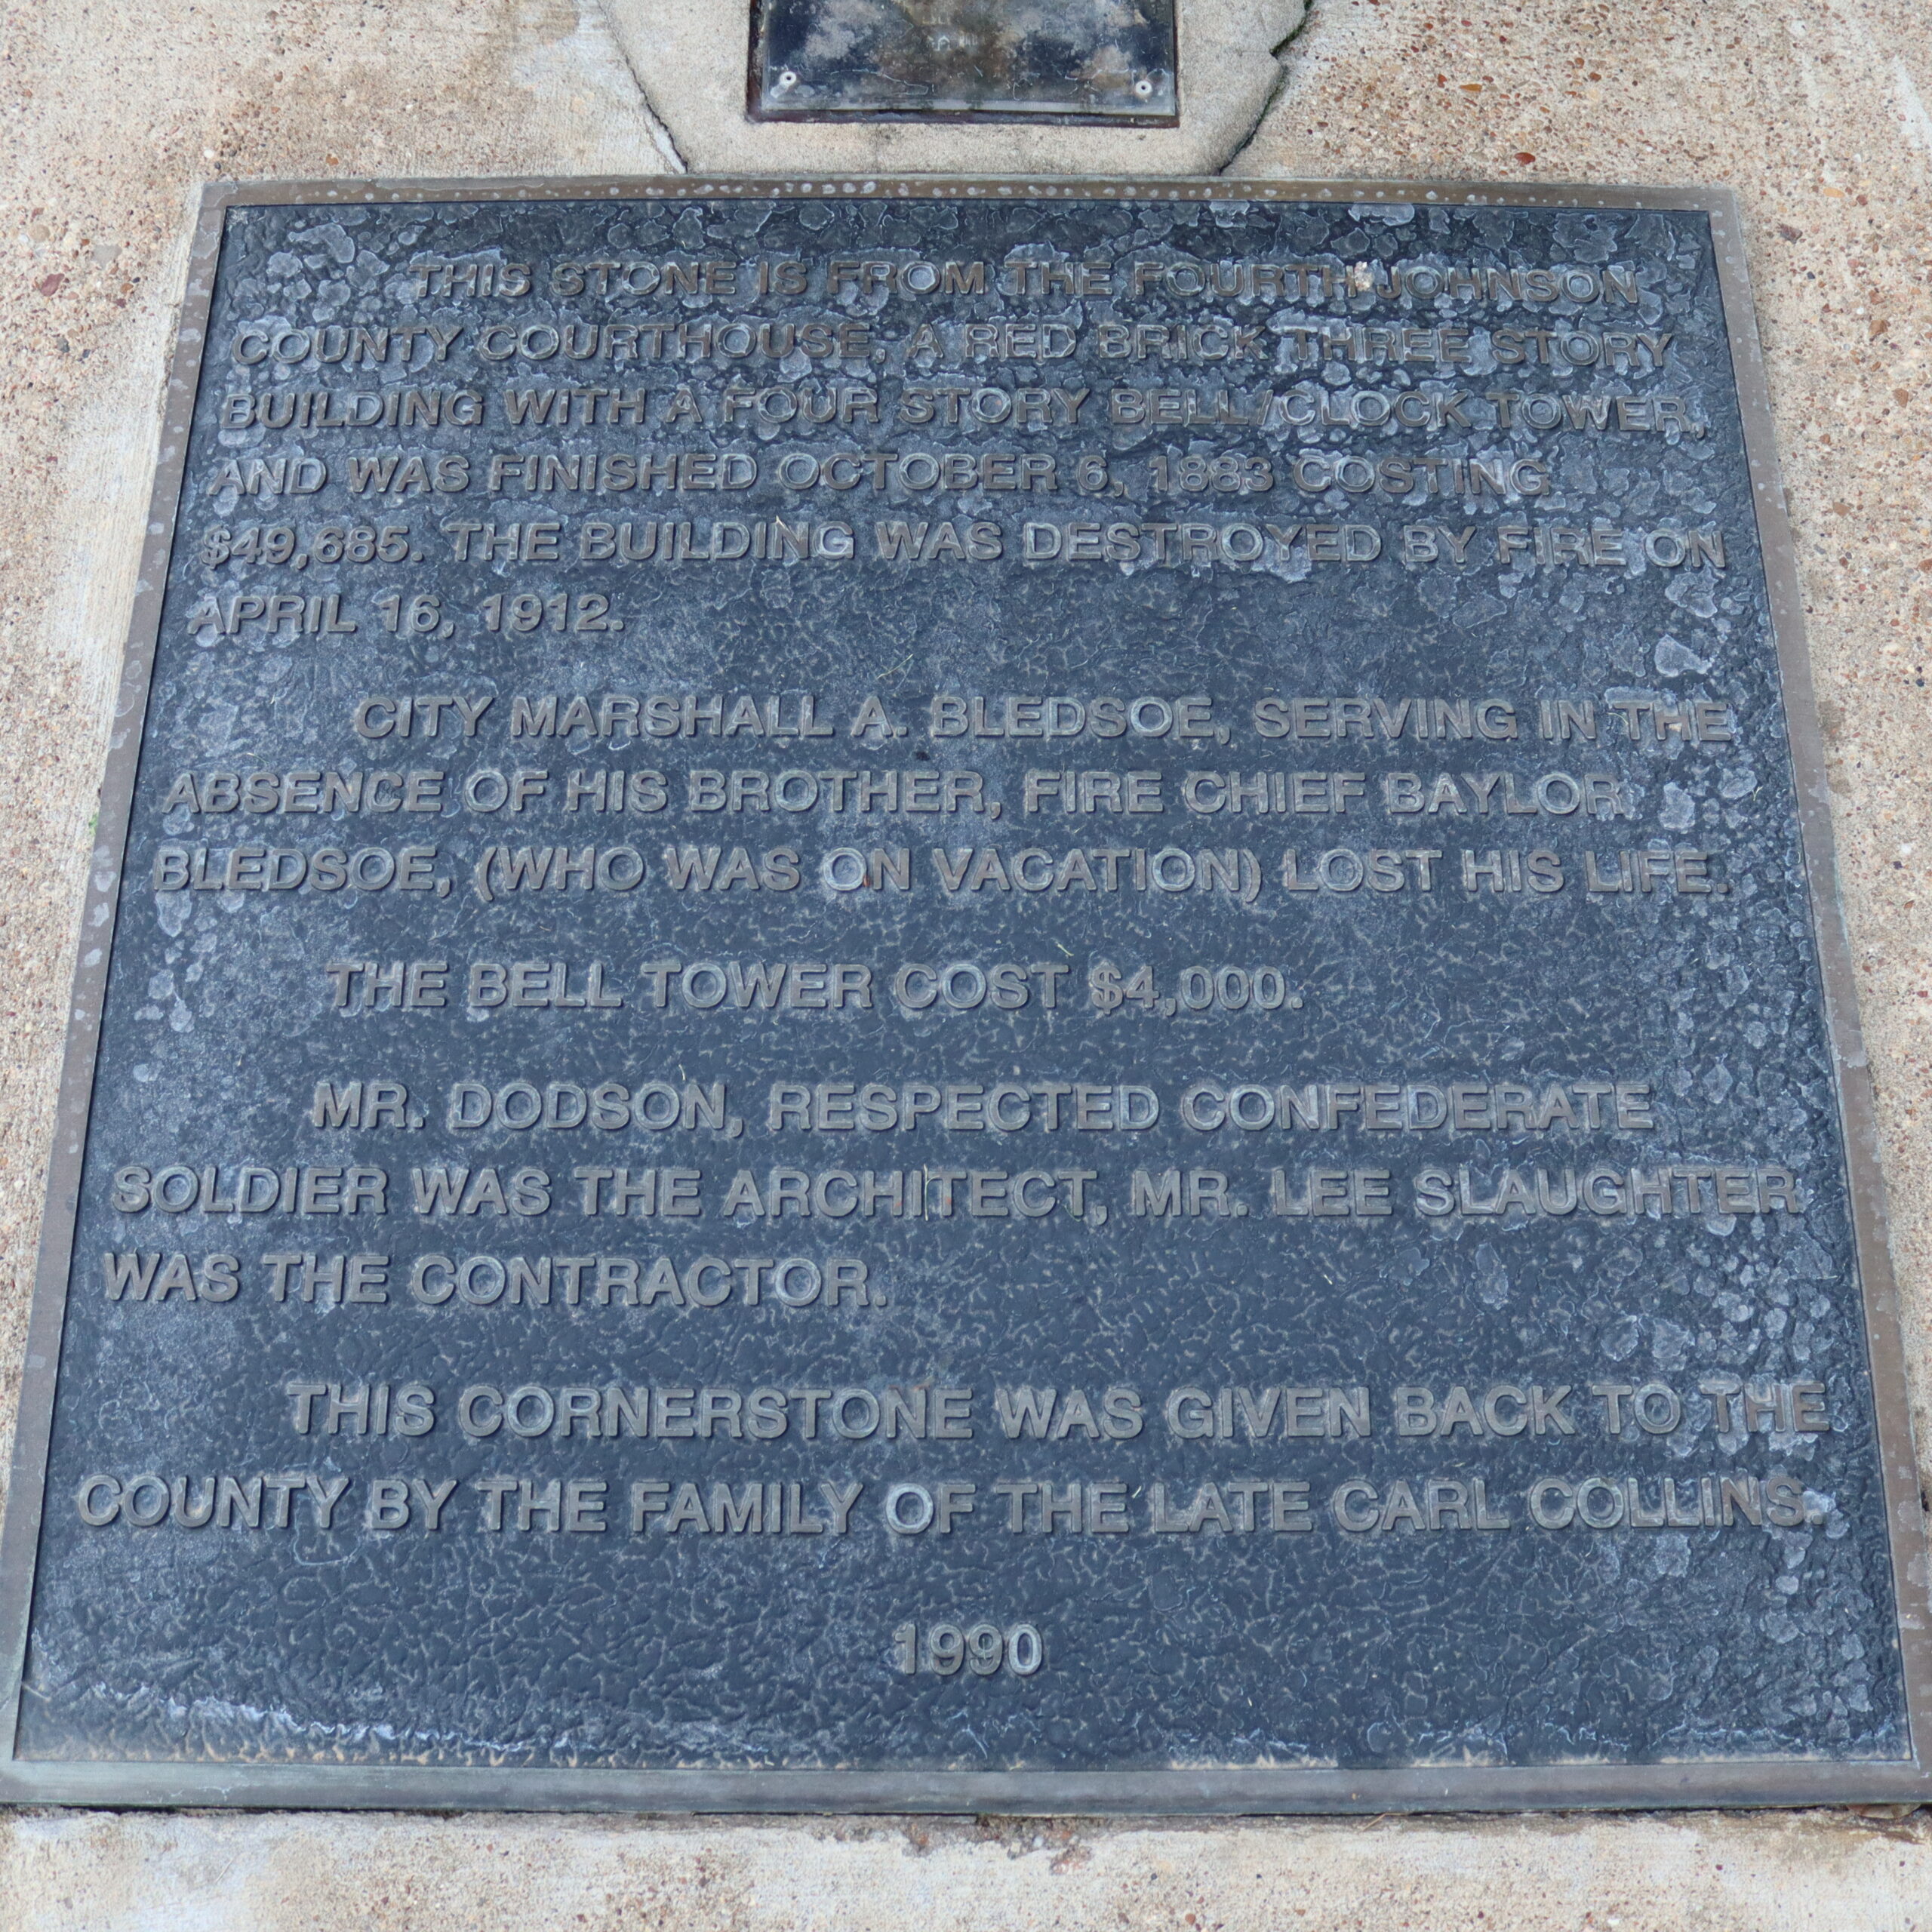 THIS STONE IS FROM THE FOURTH JOHNSON
COUNTY COURTHOUSE, A RED BRICK THREE STORY
BUILDING WITH A FOUR STORY BELL/CLOCK TOWER,
AND WAS FINISHED OCTOBER 6, 1883 COSTING
$49,685. THE BUILDING WAS DESTROYED BY FIRE ON
APRIL 16, 1912.
CITY MARSHALL A. BLEDSOE, SERVING IN THE
ABSENCE OF HIS BROTHER, FIRE CHIEF BAYLOR
BLEDSOE, (WHO WAS ON VACATION) LOST HIS LIFE.
THE BELL TOWER COST $4,000.
MR. DODSON, RESPECTED CONFEDERATE
SOLDIER WAS THE ARCHITECT, MR. LEE SLAUGHTER
WAS THE CONTRACTOR.
THIS CORNERSTONE WAS GIVEN BACK TO THE
COUNTY BY THE FAMILY OF THE LATE CARL COLLINS.
1990